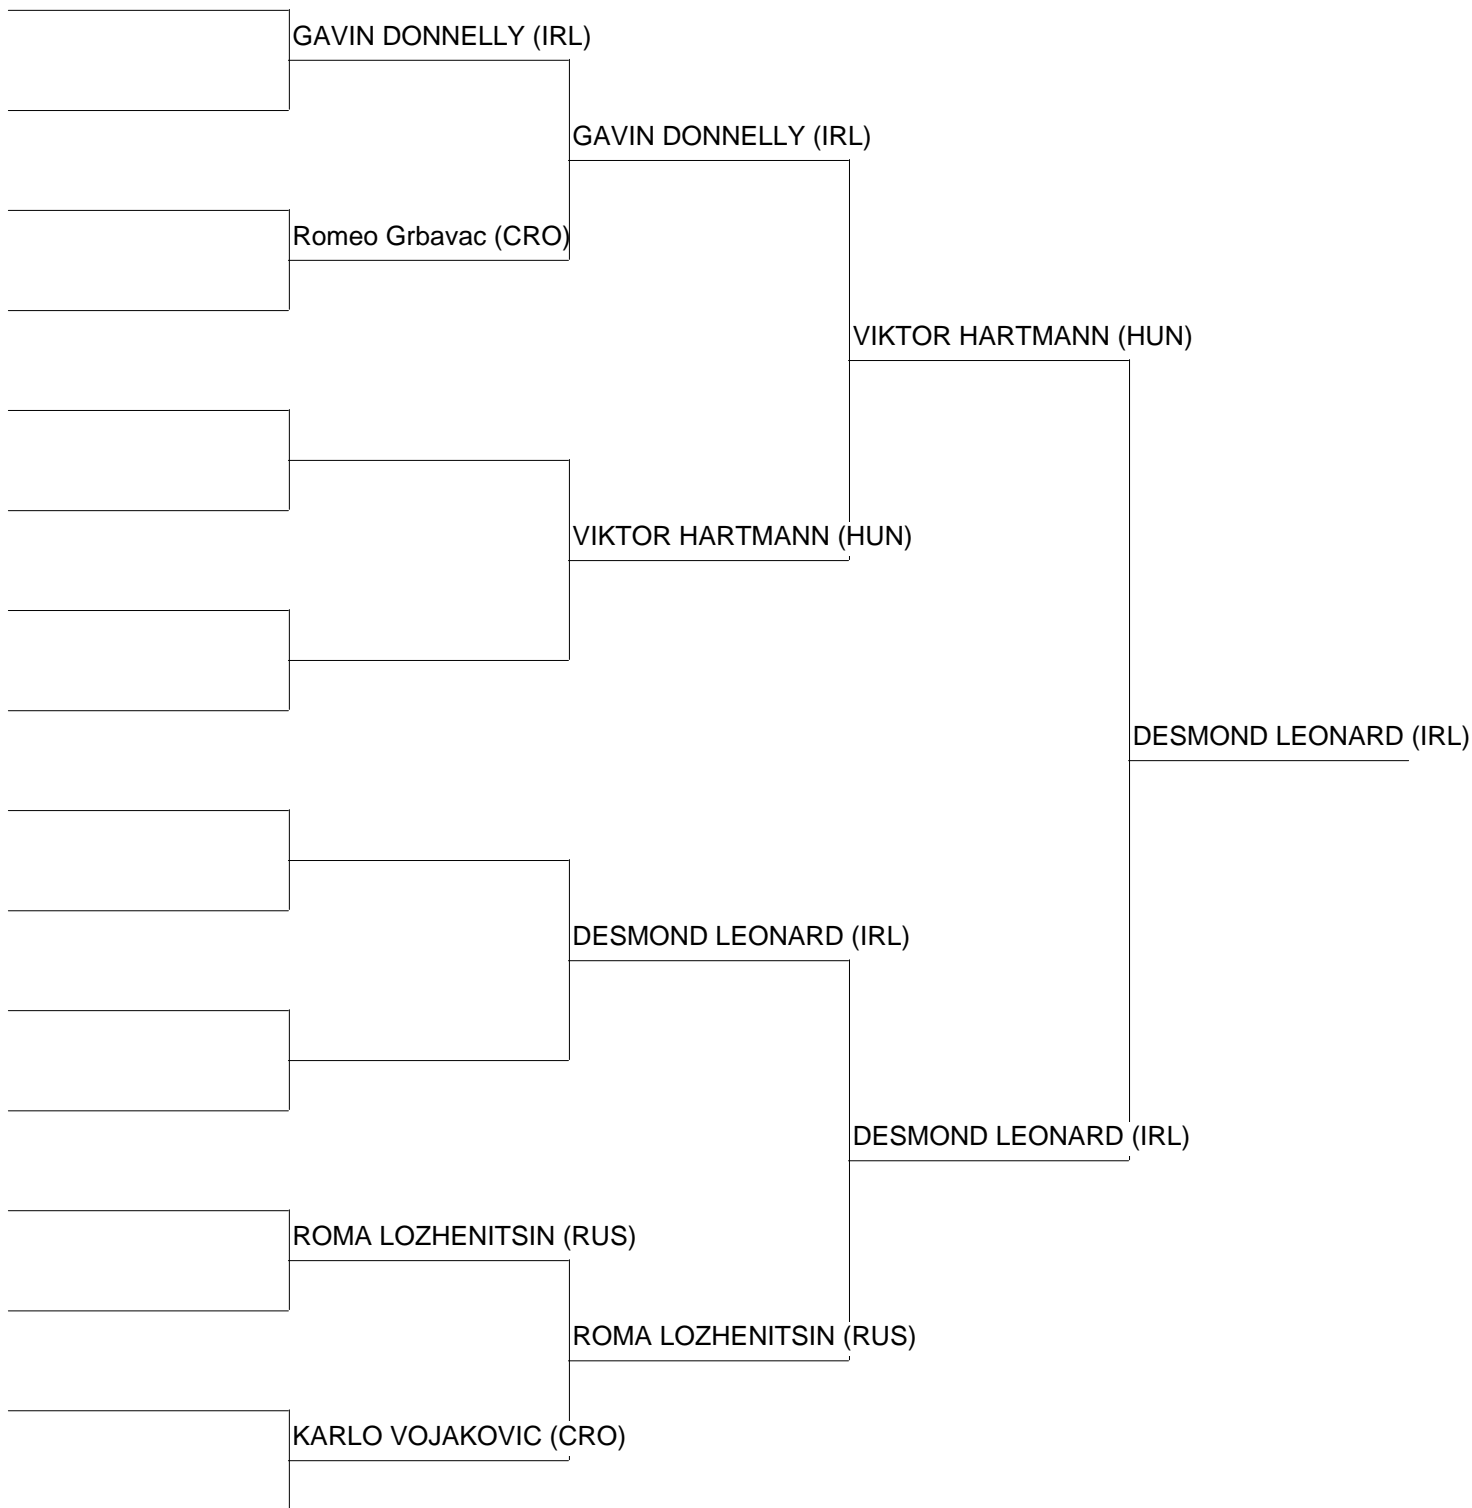 GAVIN DONNELLY (IRL)
GAVIN DONNELLY (IRL)
Romeo Grbavac (CRO)
VIKTOR HARTMANN (HUN)
VIKTOR HARTMANN (HUN)
DESMOND LEONARD (IRL)
DESMOND LEONARD (IRL)
DESMOND LEONARD (IRL)
ROMA LOZHENITSIN (RUS)
ROMA LOZHENITSIN (RUS)
KARLO VOJAKOVIC (CRO)